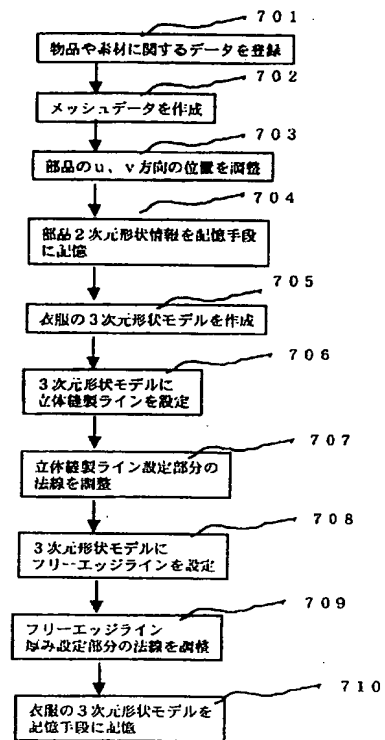 701
物品や素材に関するデータを登録
702
メッシュデータを作成
703
部品のu、v方向の位置を調整
704
部品2次元形状情報を記憶手段
に記憶
705
衣服の3次元形状モデルを作成
706
3次元形状モデルに
立体縫製ラインを設定
707
立体縫製ライン設定部分の
法線を調整
708
3次元形状モデルに
フリーエッジラインを設定
709
フリーエッジライン
厚み設定部分の法線を調整
710
衣服の3次元形状モデルを
記憶手段に記憶